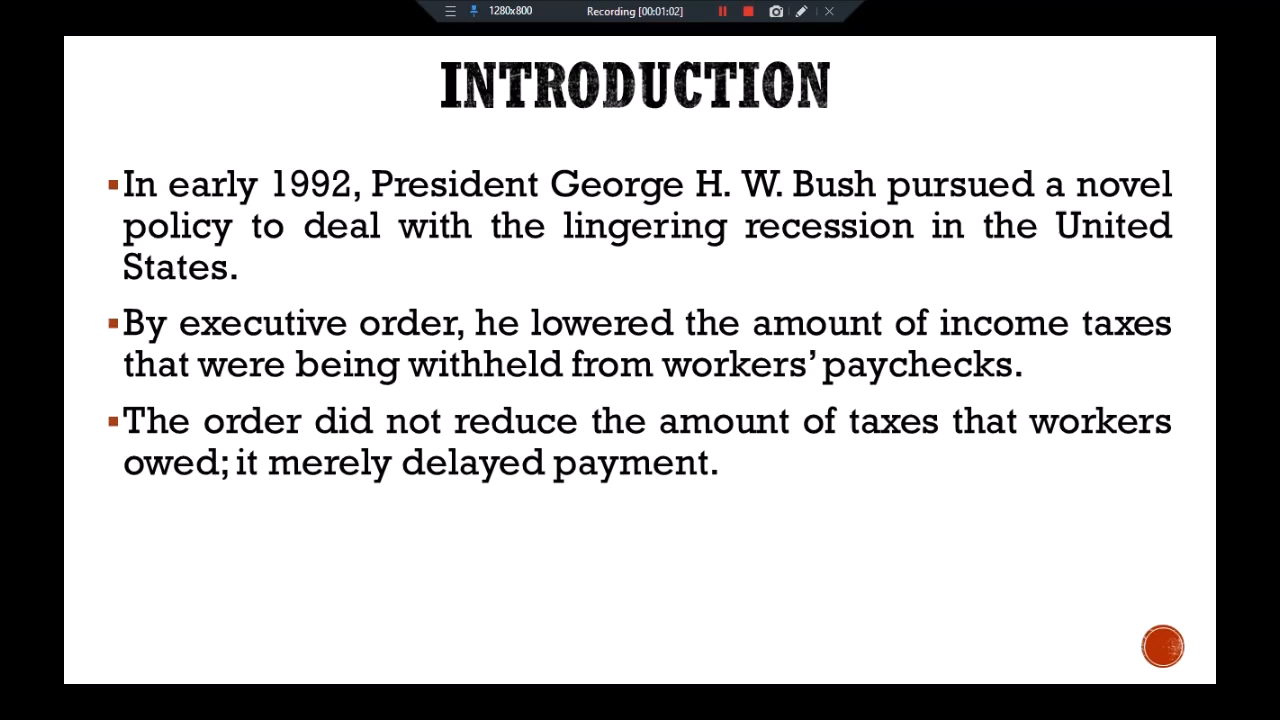 1280x800 Recording [00:01:02]
INTRODUCTION
▪In early 1992, President George H. W. Bush pursued a novel
policy to deal with the lingering recession in the United
States.
▪By executive order, he lowered the amount of income taxes
that were being withheld from workers’ paychecks.
▪The order did not reduce the amount of taxes that workers
owed; it merely delayed payment.